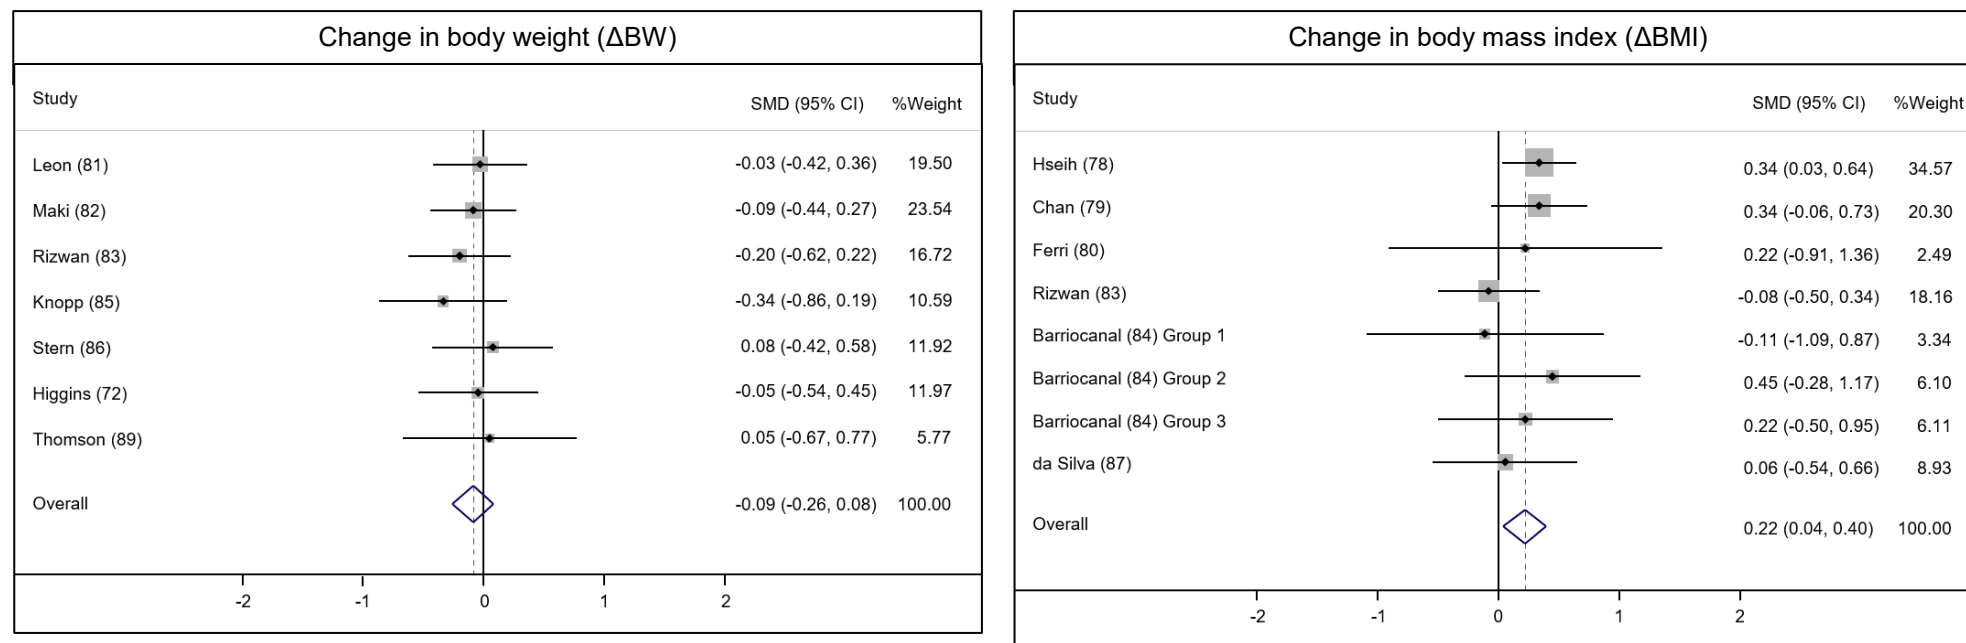 Change in body weight (ΔBW)
Study SMD (95% CI) %Weight
Leon (81) -0.03 (-0.42, 0.36) 19.50
Maki (82) -0.09 (-0.44, 0.27) 23.54
Rizwan (83) -0.20 (-0.62, 0.22) 16.72
Knopp (85) -0.34 (-0.86, 0.19) 10.59
Stern (86) 0.08 (-0.42, 0.58) 11.92
Higgins (72) -0.05 (-0.54, 0.45) 11.97
Thomson (89) 0.05 (-0.67, 0.77) 5.77
Overall -0.09 (-0.26, 0.08) 100.00
-2 -1 0 1 2
Change in body mass index (ΔBMI)
Study SMD (95% CI) %Weight
Hseih (78) 0.34 (0.03, 0.64) 34.57
Chan (79) 0.34 (-0.06, 0.73) 20.30
Ferri (80) 0.22 (-0.91, 1.36) 2.49
Rizwan (83) -0.08 (-0.50, 0.34) 18.16
Barriocanal (84) Group 1 -0.11 (-1.09, 0.87) 3.34
Barriocanal (84) Group 2 0.45 (-0.28, 1.17) 6.10
Barriocanal (84) Group 3 0.22 (-0.50, 0.95) 6.11
da Silva (87) 0.06 (-0.54, 0.66) 8.93
Overall 0.22 (0.04, 0.40) 100.00
-2 -1 0 1 2